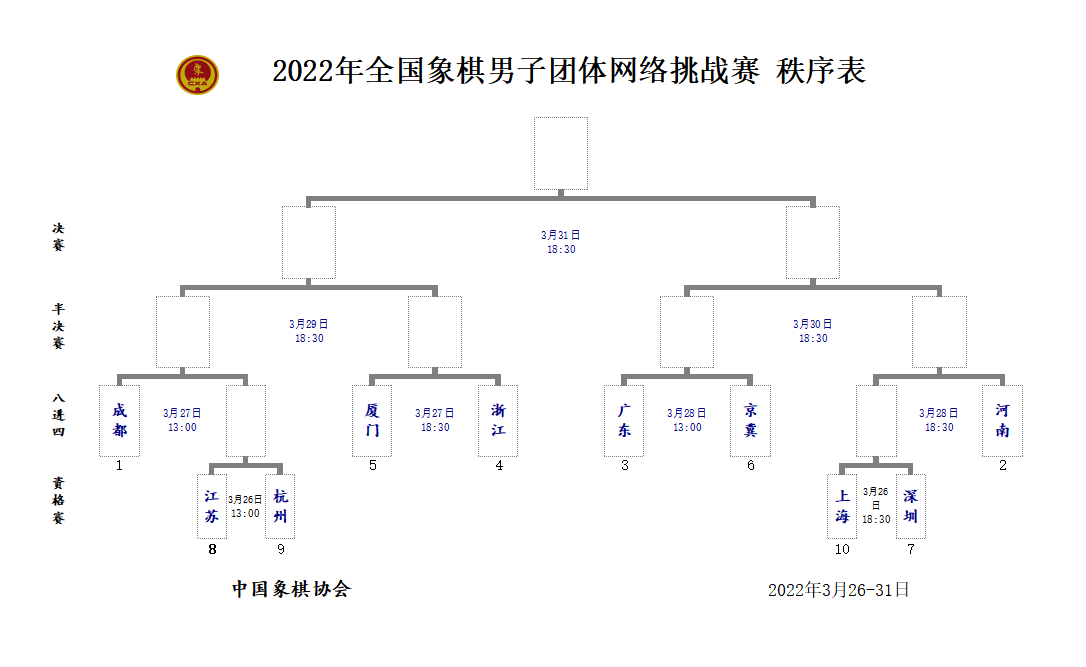 2022年全国象棋男子团体网络挑战赛 秩序表
象
CXA
决赛
3月31日
18:30
半决赛
3月29日
18:30
3月30日
18:30
八进四
成都
3月27日
13:00
厦门
3月27日
18:30
浙江
广东
3月28日
13:00
京冀
3月28日
18:30
河南
1
5
4
3
6
2
资格赛
江苏
3月26日
13:00
杭州
上海
3月26
日
18:30
深圳
8
9
10
7
中国象棋协会
2022年3月26-31日